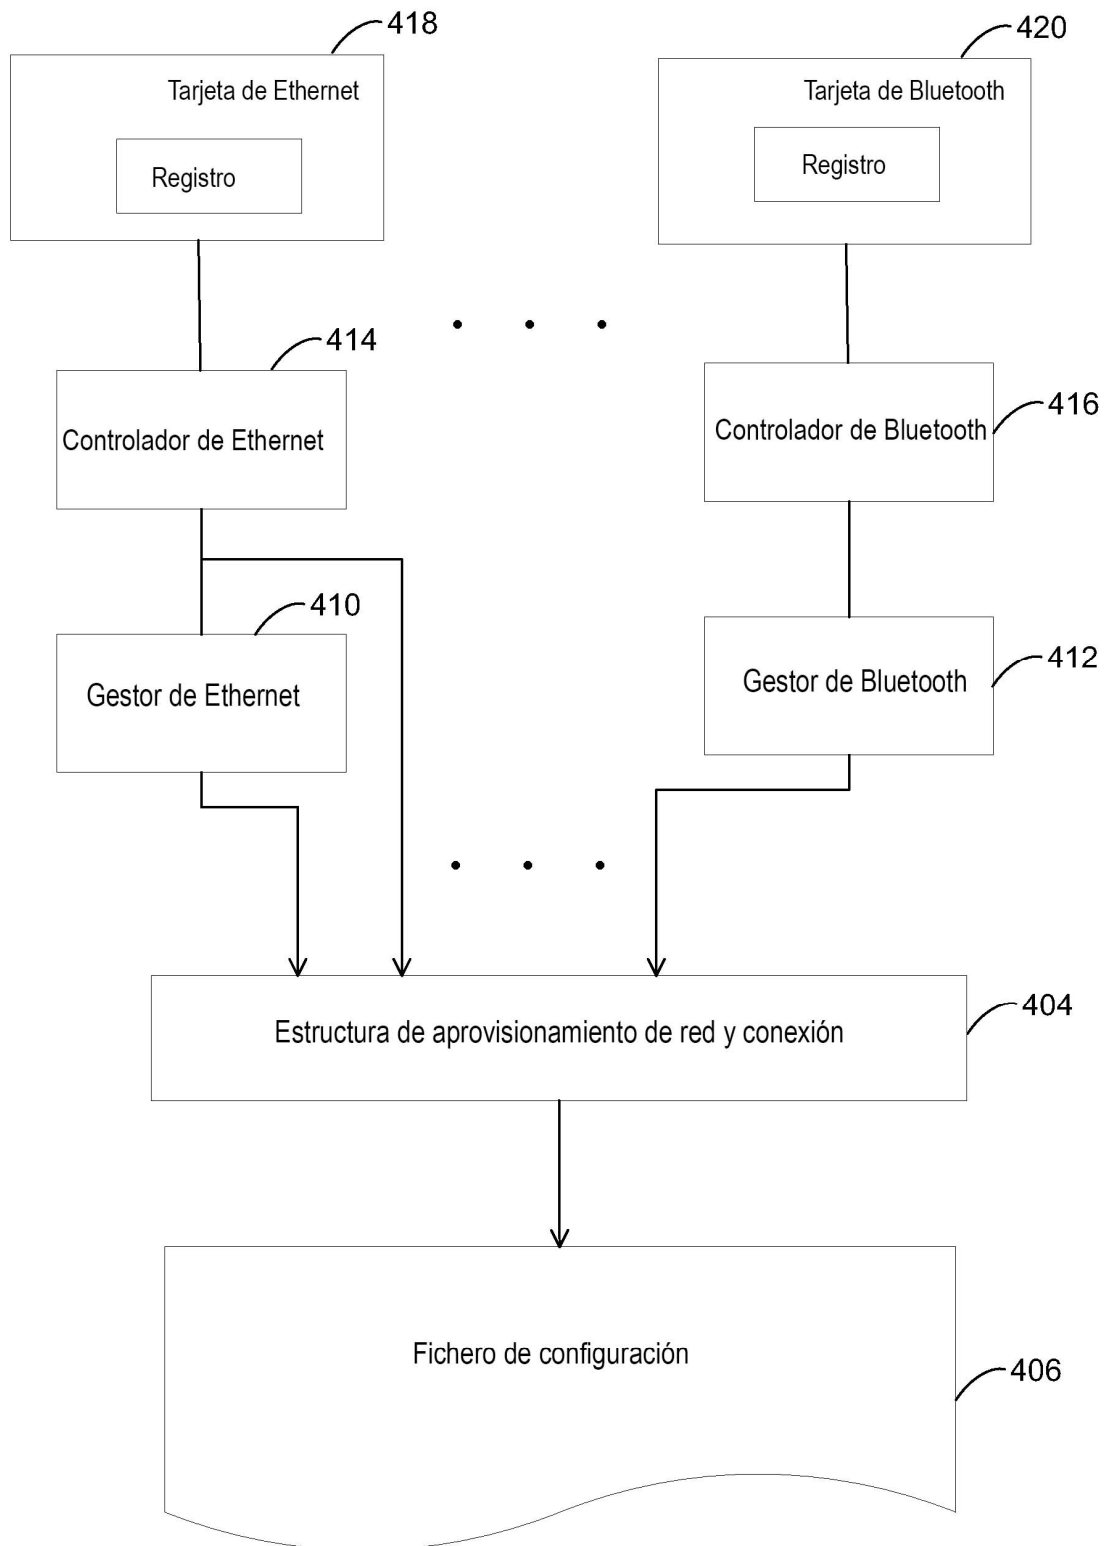 418
420
Tarjeta de Ethernet
Tarjeta de Bluetooth
Registro
Registro
414
416
Controlador de Ethernet
Controlador de Bluetooth
410
412
Gestor de Ethernet
Gestor de Bluetooth
404
Estructura de aprovisionamiento de red y conexión
Fichero de configuración
406